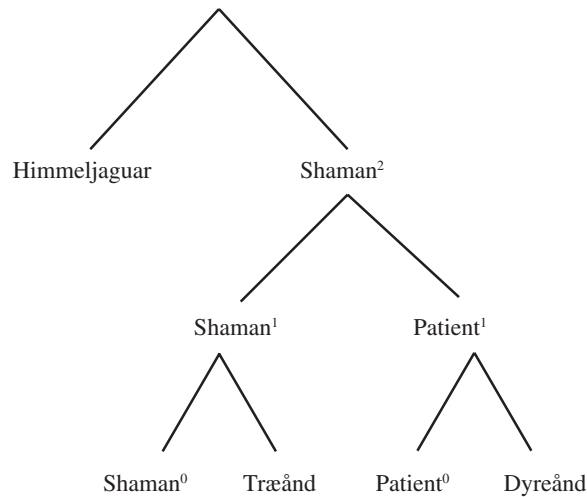 Himmeljaguar Shaman²
Shaman¹ Patient¹
Shaman⁰ Træånd Patient⁰ Dyreånd